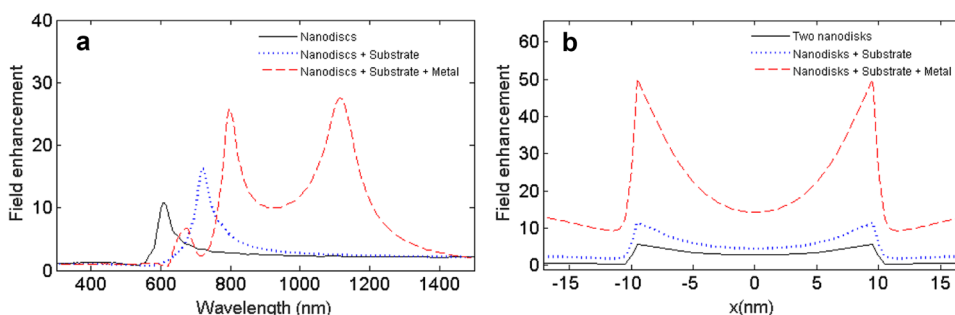 a
Nanodiscs
Nanodiscs + Substrate
Nanodiscs + Substrate + Metal
Field enhancement
40
30
20
10
0
400 600 800 1000 1200 1400
Wavelength (nm)
b
Two nanodisks
Nanodisks + Substrate
Nanodisks + Substrate + Metal
Field enhancement
60
50
40
30
20
10
0
-15 -10 -5 0 5 10 15
x(nm)